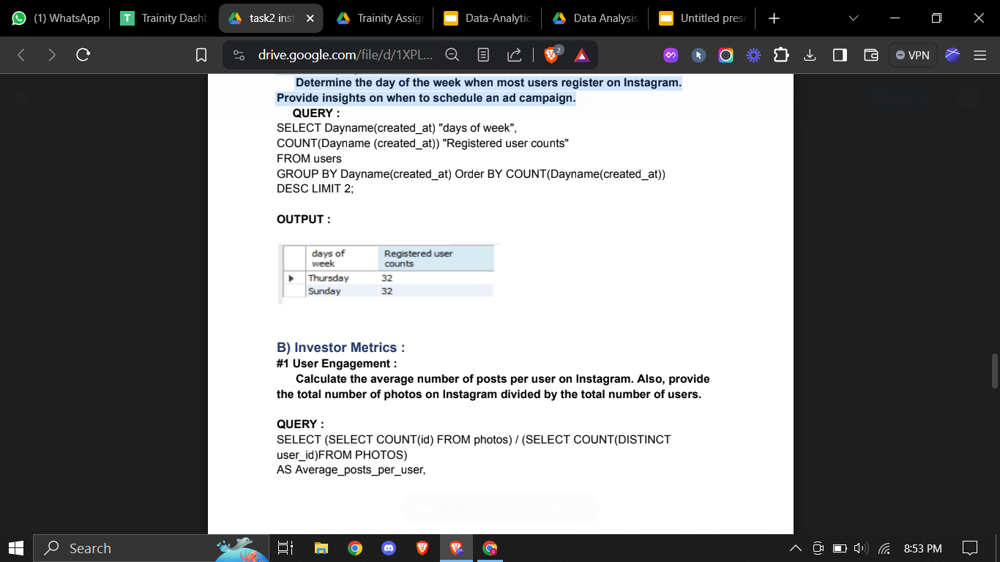 (1) WhatsApp
Trainity Dashb
task2 inst
Trainity Assign
Data-Analytic
Data Analysis
Untitled prese
drive.google.com/file/d/1XPL...
2
VPN
Determine the day of the week when most users register on Instagram.
Provide insights on when to schedule an ad campaign.
QUERY :
SELECT Dayname(created_at) "days of week",
COUNT(Dayname (created_at)) "Registered user counts"
FROM users
GROUP BY Dayname(created_at) Order BY COUNT(Dayname(created_at))
DESC LIMIT 2;
OUTPUT :
days of week Registered user counts
Thursday 32
Sunday 32
B) Investor Metrics :
#1 User Engagement :
Calculate the average number of posts per user on Instagram. Also, provide
the total number of photos on Instagram divided by the total number of users.
QUERY :
SELECT (SELECT COUNT(id) FROM photos) / (SELECT COUNT(DISTINCT
user_id)FROM PHOTOS)
AS Average_posts_per_user,
Search
8:53 PM